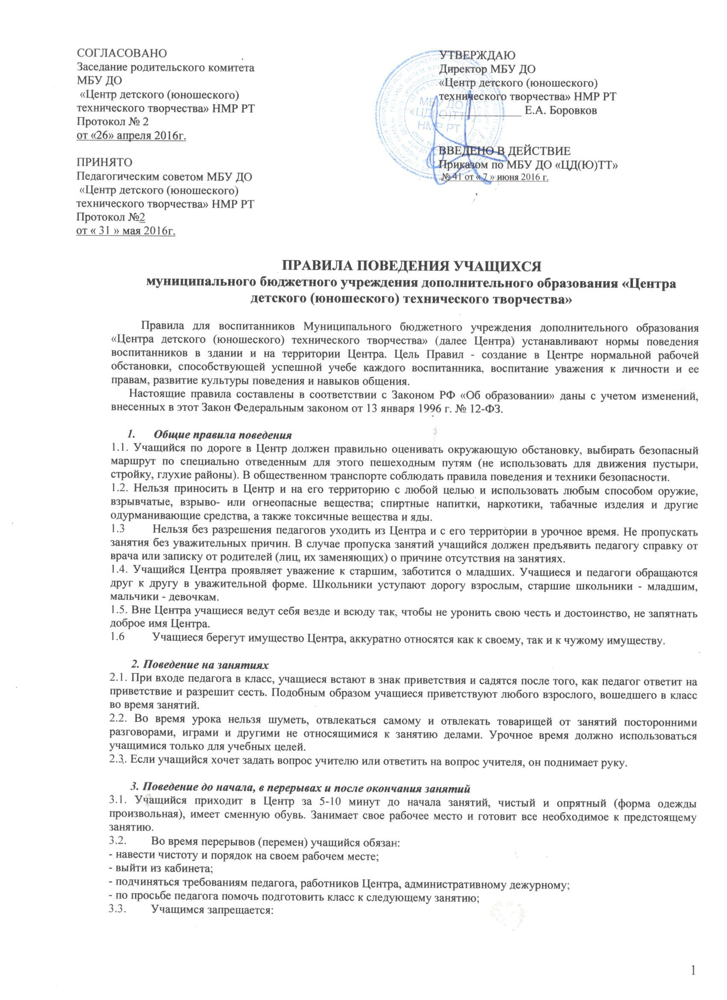 СОГЛАСОВАНО
Заседание родительского комитета
МБУ ДО
«Центр детского (юношеского)
технического творчества» НМР РТ
Протокол № 2
от «26» апреля 2016г.
ПРИНЯТО
Педагогическим советом МБУ ДО
«Центр детского (юношеского)
технического творчества» НМР РТ
Протокол №2
от « 31 » мая 2016г.
УТВЕРЖДАЮ
Директор МБУ ДО
«Центр детского (юношеского)
технического творчества» НМР РТ
______________ Е.А. Боровков
ВВЕДЕНО В ДЕЙСТВИЕ
Приказом по МБУ ДО «ЦД(Ю)ТТ»
№ 41 от « 7 » июня 2016 г.
МБУ ДО
«ЦД(Ю)ТТ»
НМР РТ
ПРАВИЛА ПОВЕДЕНИЯ УЧАЩИХСЯ
муниципального бюджетного учреждения дополнительного образования «Центра
детского (юношеского) технического творчества»
Правила для воспитанников Муниципального бюджетного учреждения дополнительного образования
«Центра детского (юношеского) технического творчества» (далее Центра) устанавливают нормы поведения
воспитанников в здании и на территории Центра. Цель Правил - создание в Центре нормальной рабочей
обстановки, способствующей успешной учебе каждого воспитанника, воспитание уважения к личности и ее
правам, развитие культуры поведения и навыков общения.
Настоящие правила составлены в соответствии с Законом РФ «Об образовании» даны с учетом изменений,
внесенных в этот Закон Федеральным законом от 13 января 1996 г. № 12-ФЗ.
1. Общие правила поведения
1.1. Учащийся по дороге в Центр должен правильно оценивать окружающую обстановку, выбирать безопасный
маршрут по специально отведенным для этого пешеходным путям (не использовать для движения пустыри,
стройку, глухие районы). В общественном транспорте соблюдать правила поведения и техники безопасности.
1.2. Нельзя приносить в Центр и на его территорию с любой целью и использовать любым способом оружие,
взрывчатые, взрыво- или огнеопасные вещества; спиртные напитки, наркотики, табачные изделия и другие
одурманивающие средства, а также токсичные вещества и яды.
1.3 Нельзя без разрешения педагогов уходить из Центра и с его территории в урочное время. Не пропускать
занятия без уважительных причин. В случае пропуска занятий учащийся должен предъявить педагогу справку от
врача или записку от родителей (лиц, их заменяющих) о причине отсутствия на занятиях.
1.4. Учащийся Центра проявляет уважение к старшим, заботится о младших. Учащиеся и педагоги обращаются
друг к другу в уважительной форме. Школьники уступают дорогу взрослым, старшие школьники - младшим,
мальчики - девочкам.
1.5. Вне Центра учащиеся ведут себя везде и всюду так, чтобы не уронить свою честь и достоинство, не запятнать
доброе имя Центра.
1.6 Учащиеся берегут имущество Центра, аккуратно относятся как к своему, так и к чужому имуществу.
2. Поведение на занятиях
2.1. При входе педагога в класс, учащиеся встают в знак приветствия и садятся после того, как педагог ответит на
приветствие и разрешит сесть. Подобным образом учащиеся приветствуют любого взрослого, вошедшего в класс
во время занятий.
2.2. Во время урока нельзя шуметь, отвлекаться самому и отвлекать товарищей от занятий посторонними
разговорами, играми и другими не относящимися к занятию делами. Урочное время должно использоваться
учащимися только для учебных целей.
2.3. Если учащийся хочет задать вопрос учителю или ответить на вопрос учителя, он поднимает руку.
3. Поведение до начала, в перерывах и после окончания занятий
3.1. Учащийся приходит в Центр за 5-10 минут до начала занятий, чистый и опрятный (форма одежды
произвольная), имеет сменную обувь. Занимает свое рабочее место и готовит все необходимое к предстоящему
занятию.
3.2. Во время перерывов (перемен) учащийся обязан:
- навести чистоту и порядок на своем рабочем месте;
- выйти из кабинета;
- подчиняться требованиям педагога, работников Центра, административному дежурному;
- по просьбе педагога помочь подготовить класс к следующему занятию;
3.3. Учащимся запрещается:
1